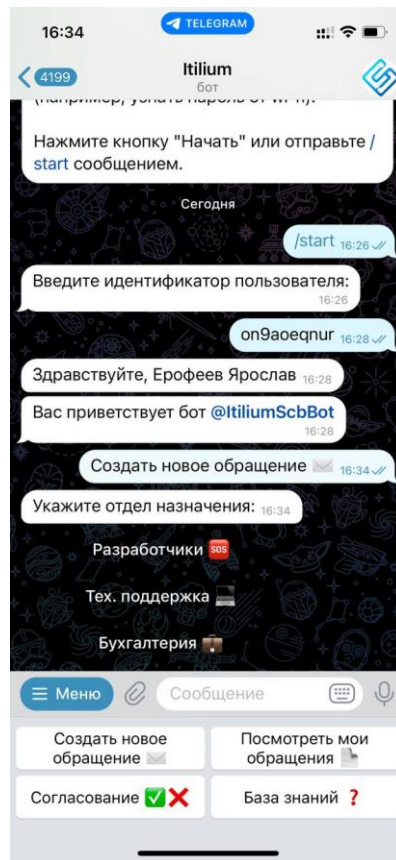 16:34
TELEGRAM
4199
Itilium
бот
(например, узнать пароль от wi-fi).
Нажмите кнопку "Начать" или отправьте /
start сообщением.
Сегодня
/start 16:26
Введите идентификатор пользователя:
16:26
on9aoeqnur 16:28
Здравствуйте, Ерофеев Ярослав 16:28
Вас приветствует бот @ItiliumScbBot
16:28
Создать новое обращение 16:34
Укажите отдел назначения: 16:34
Разработчики SOS
Тех. поддержка
Бухгалтерия
Меню
Сообщение
Создать новое
обращение
Посмотреть мои
обращения
Согласование
База знаний ?